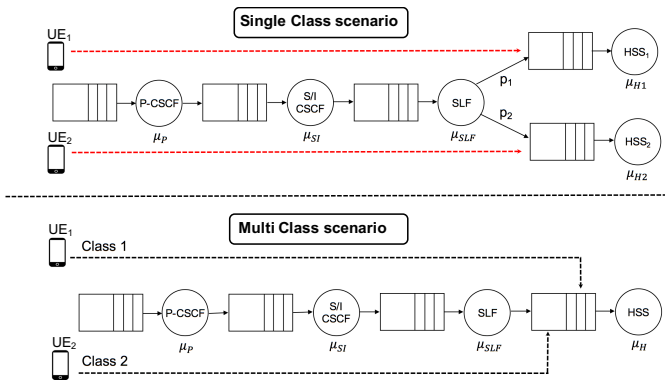 Single Class scenario
UE1
HSS1
μH1
P-CSCF
μP
S/I
CSCF
μSI
SLF
μSLF
p1
p2
UE2
HSS2
μH2
Multi Class scenario
UE1
Class 1
P-CSCF
μP
S/I
CSCF
μSI
SLF
μSLF
HSS
μH
UE2
Class 2